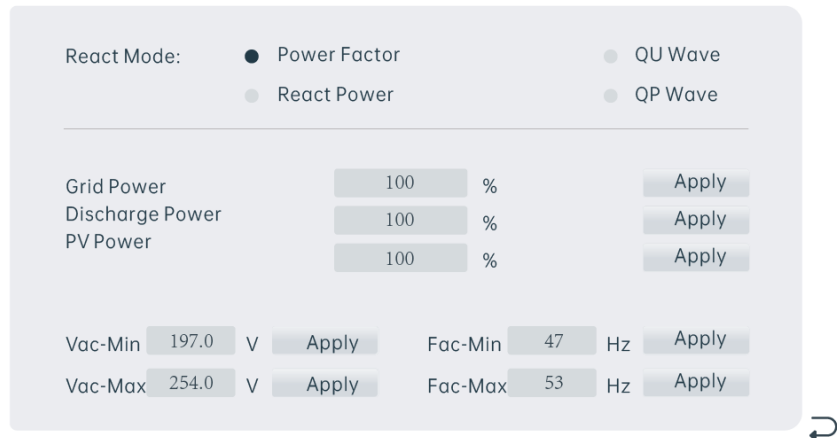 React Mode: Power Factor QU Wave
React Power QP Wave
Grid Power 100 % Apply
Discharge Power 100 % Apply
PV Power 100 % Apply
Vac-Min 197.0 V Apply Fac-Min 47 Hz Apply
Vac-Max 254.0 V Apply Fac-Max 53 Hz Apply